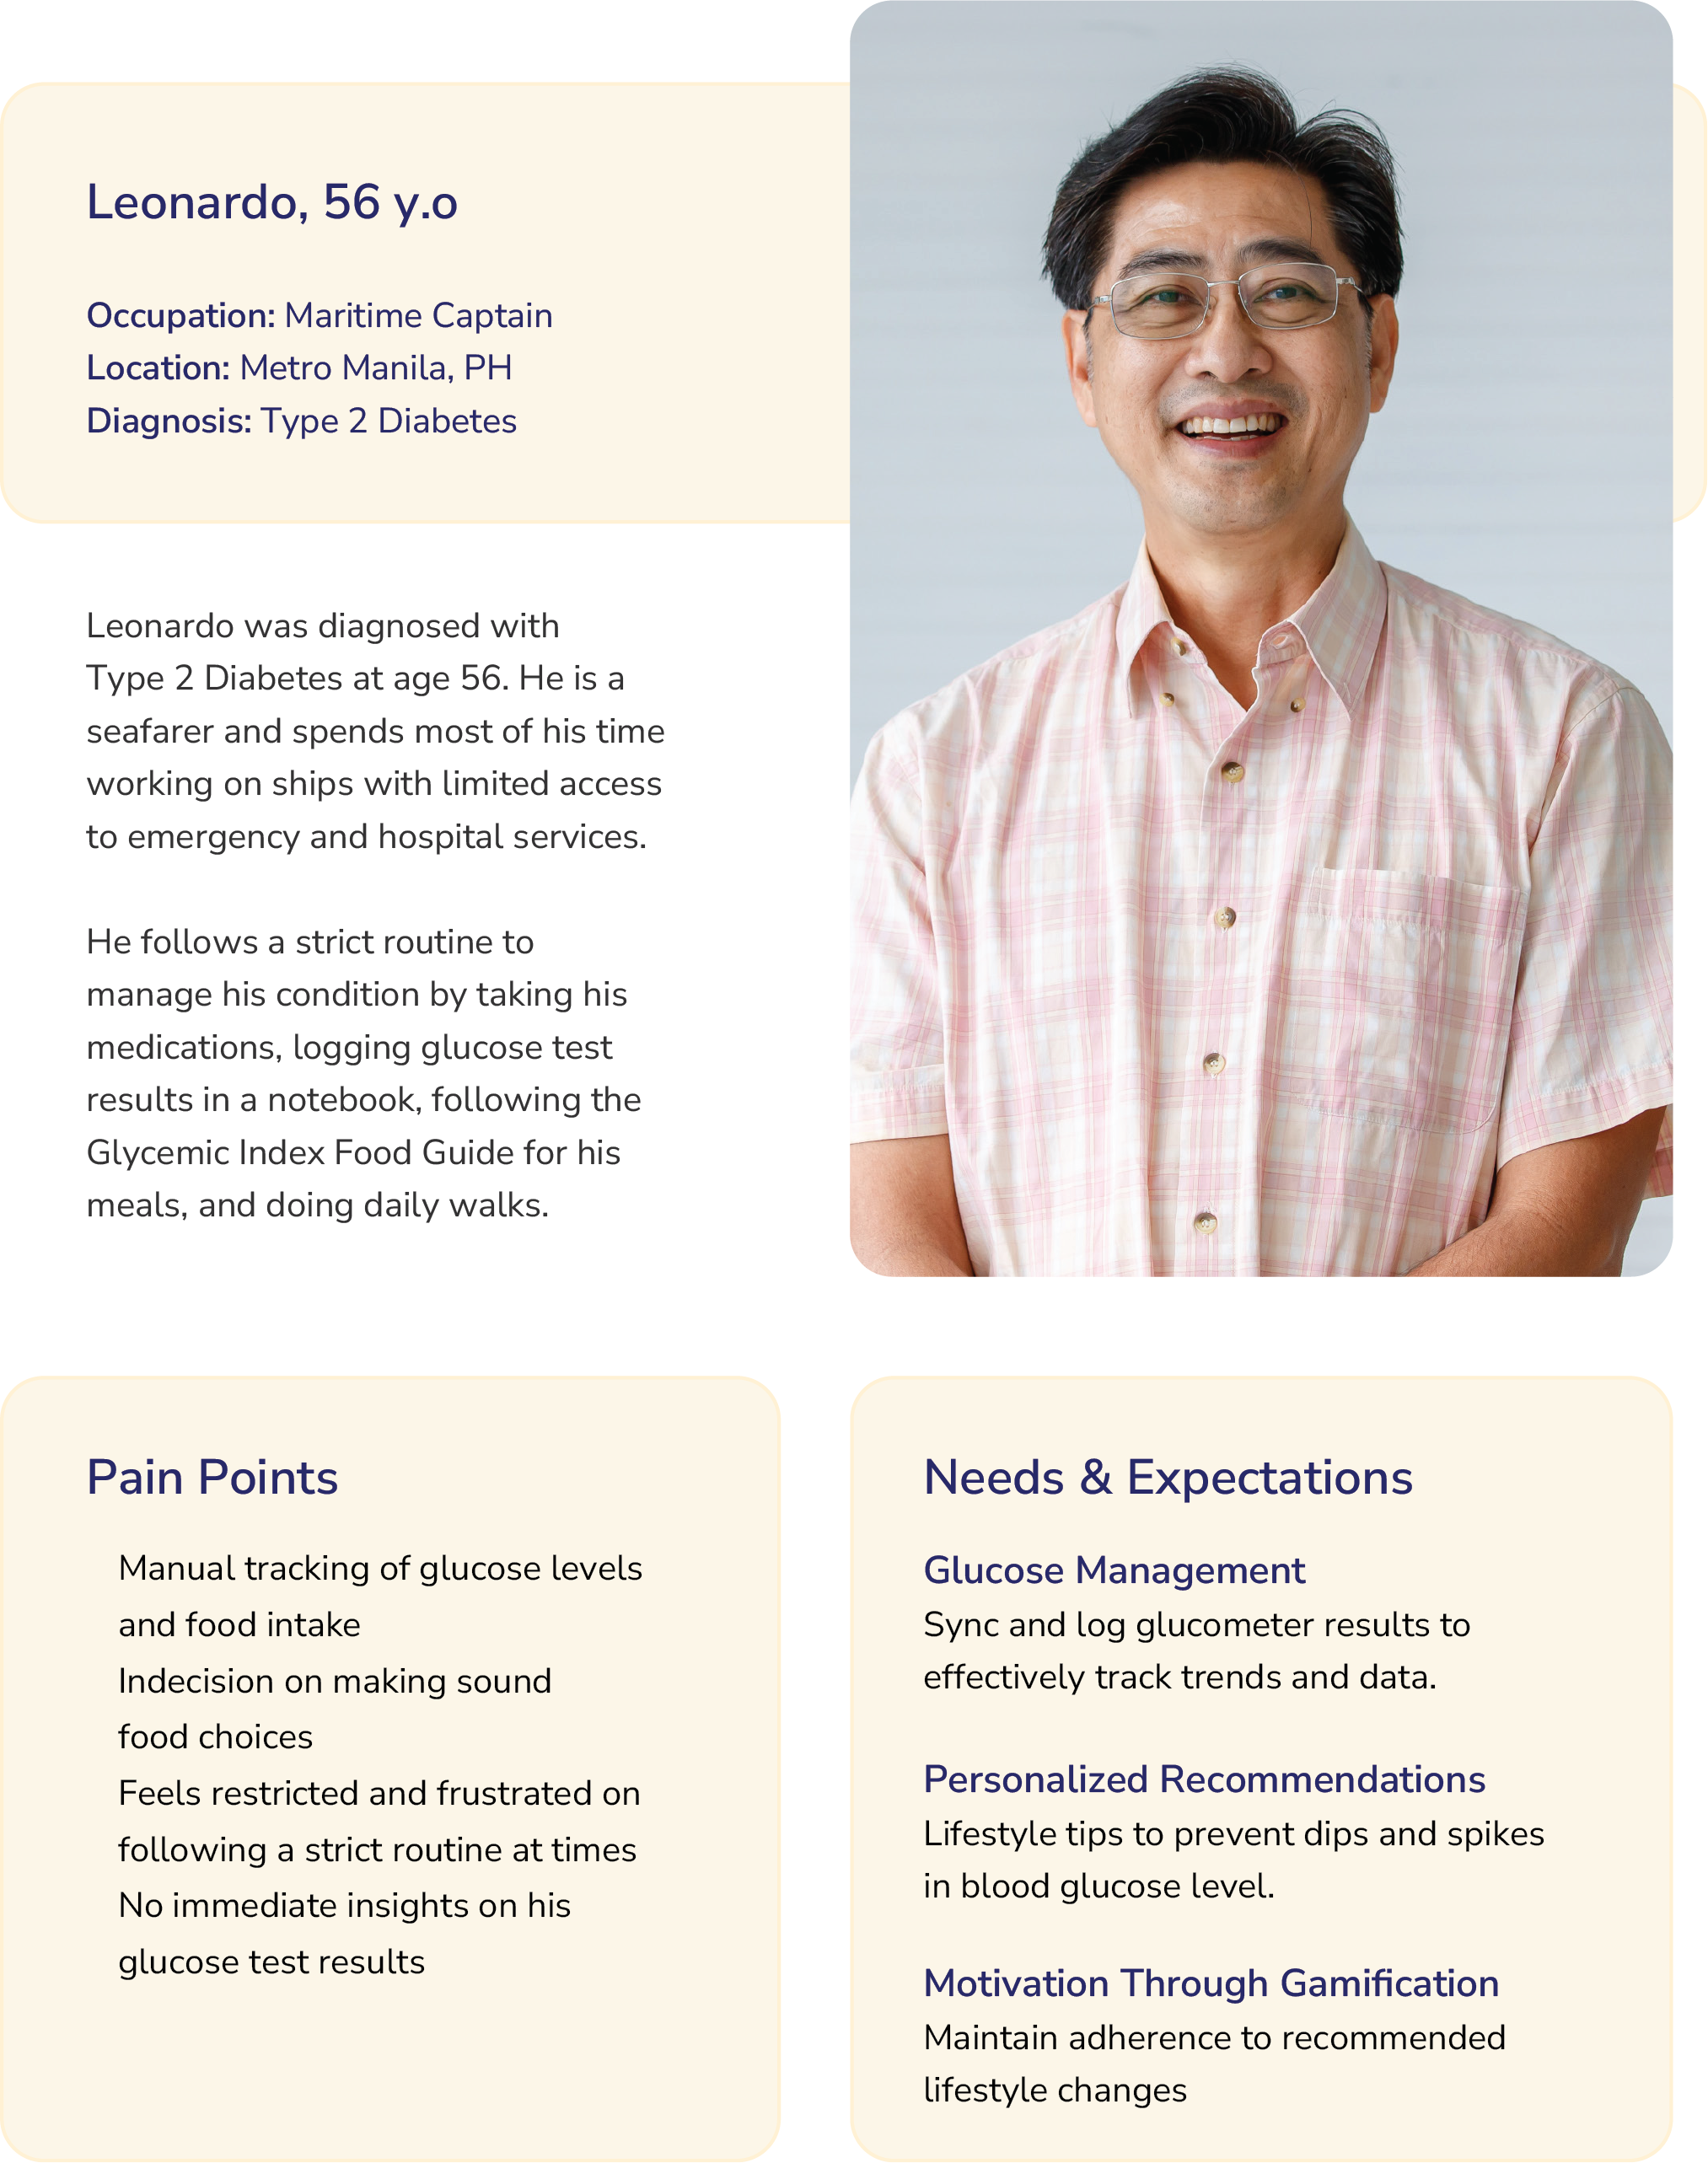 Leonardo, 56 y.o
Occupation: Maritime Captain
Location: Metro Manila, PH
Diagnosis: Type 2 Diabetes
Leonardo was diagnosed with
Type 2 Diabetes at age 56. He is a
seafarer and spends most of his time
working on ships with limited access
to emergency and hospital services.
He follows a strict routine to
manage his condition by taking his
medications, logging glucose test
results in a notebook, following the
Glycemic Index Food Guide for his
meals, and doing daily walks.
Pain Points
Manual tracking of glucose levels
and food intake
Indecision on making sound
food choices
Feels restricted and frustrated on
following a strict routine at times
No immediate insights on his
glucose test results
Needs & Expectations
Glucose Management
Sync and log glucometer results to
effectively track trends and data.
Personalized Recommendations
Lifestyle tips to prevent dips and spikes
in blood glucose level.
Motivation Through Gamification
Maintain adherence to recommended
lifestyle changes